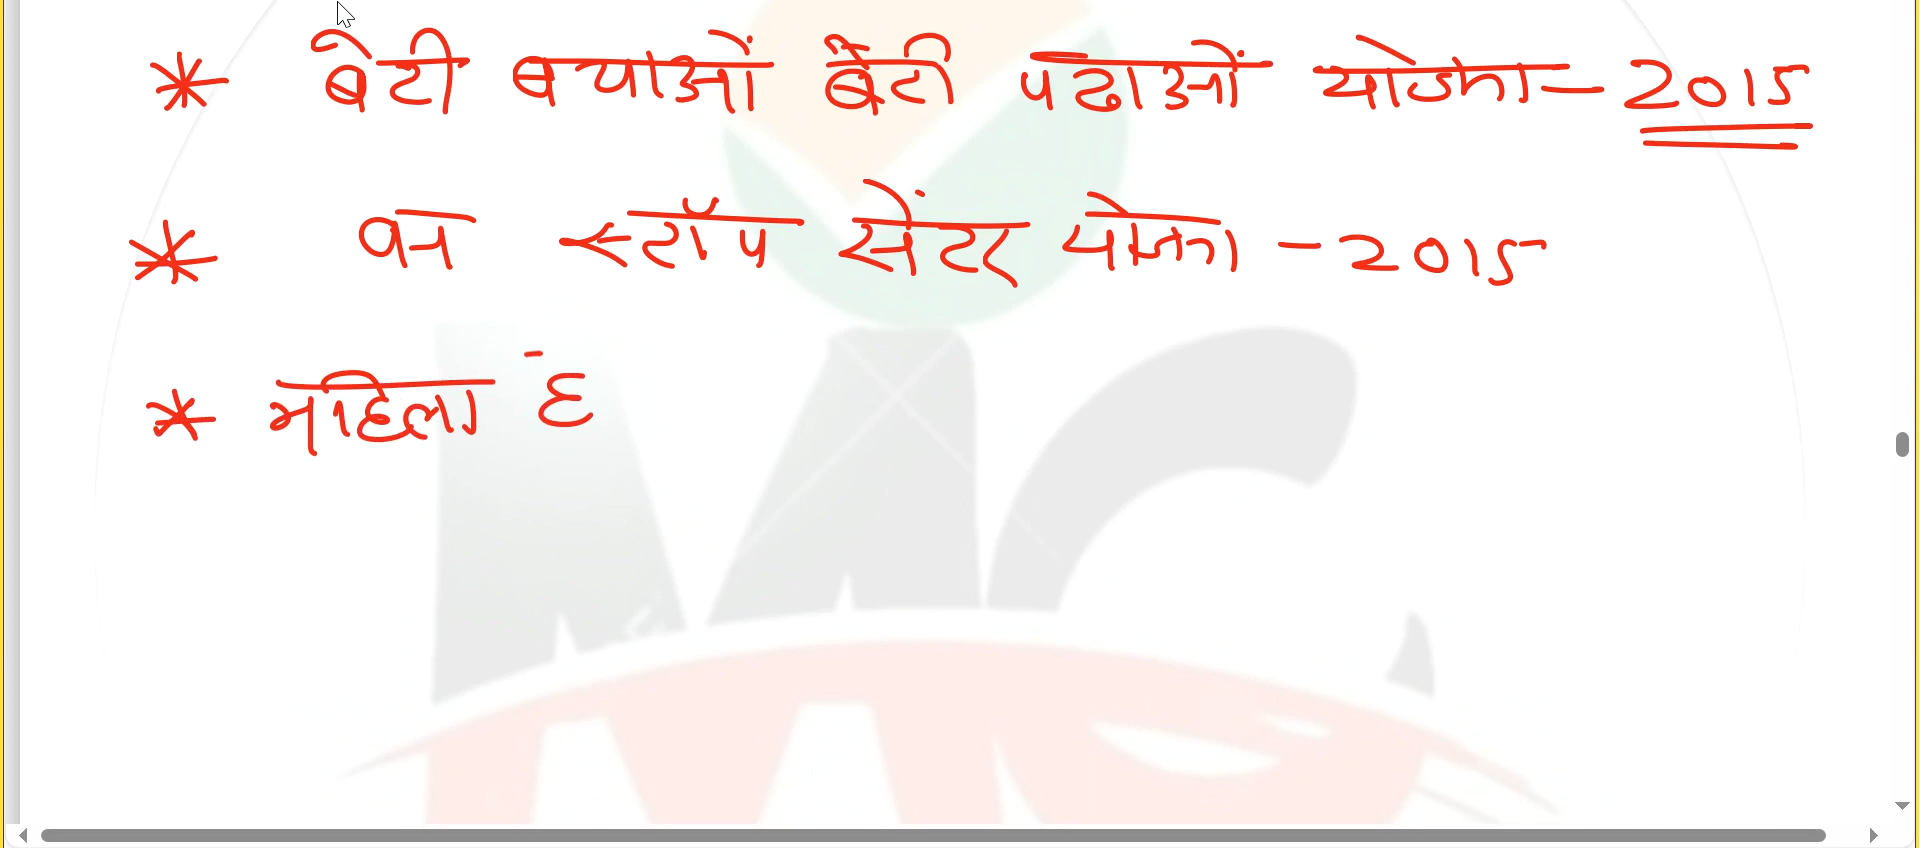 * बेटी बचाओं बेटी पढाओं योजना - 2015
* वन स्टॉप सेंटर योजना - 2015
* महिला ह